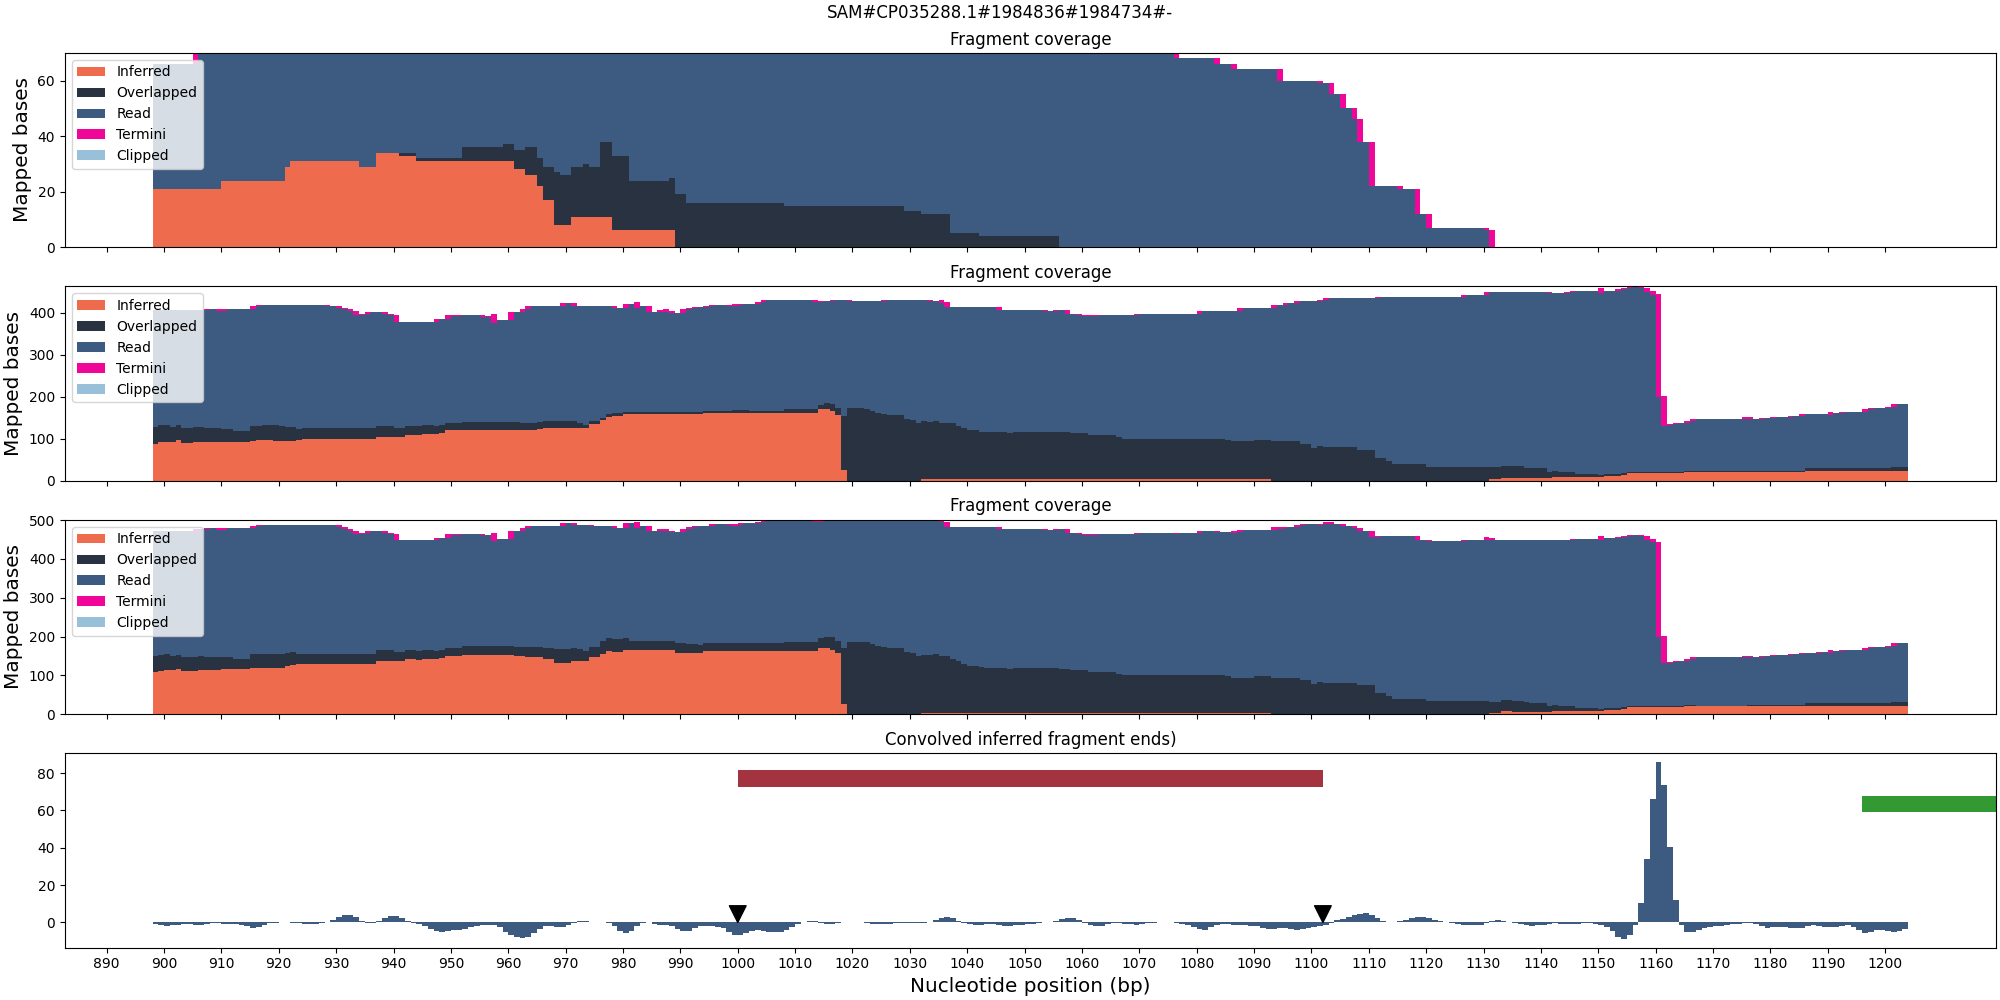 SAM#CP035288.1#1984836#1984734#-
Fragment coverage
Mapped bases
60
40
20
0
Inferred
Overlapped
Read
Termini
Clipped
Fragment coverage
Mapped bases
400
300
200
100
0
Inferred
Overlapped
Read
Termini
Clipped
Fragment coverage
Mapped bases
500
400
300
200
100
0
Inferred
Overlapped
Read
Termini
Clipped
Convolved inferred fragment ends)
80
60
40
20
0
890 900 910 920 930 940 950 960 970 980 990 1000 1010 1020 1030 1040 1050 1060 1070 1080 1090 1100 1110 1120 1130 1140 1150 1160 1170 1180 1190 1200
Nucleotide position (bp)